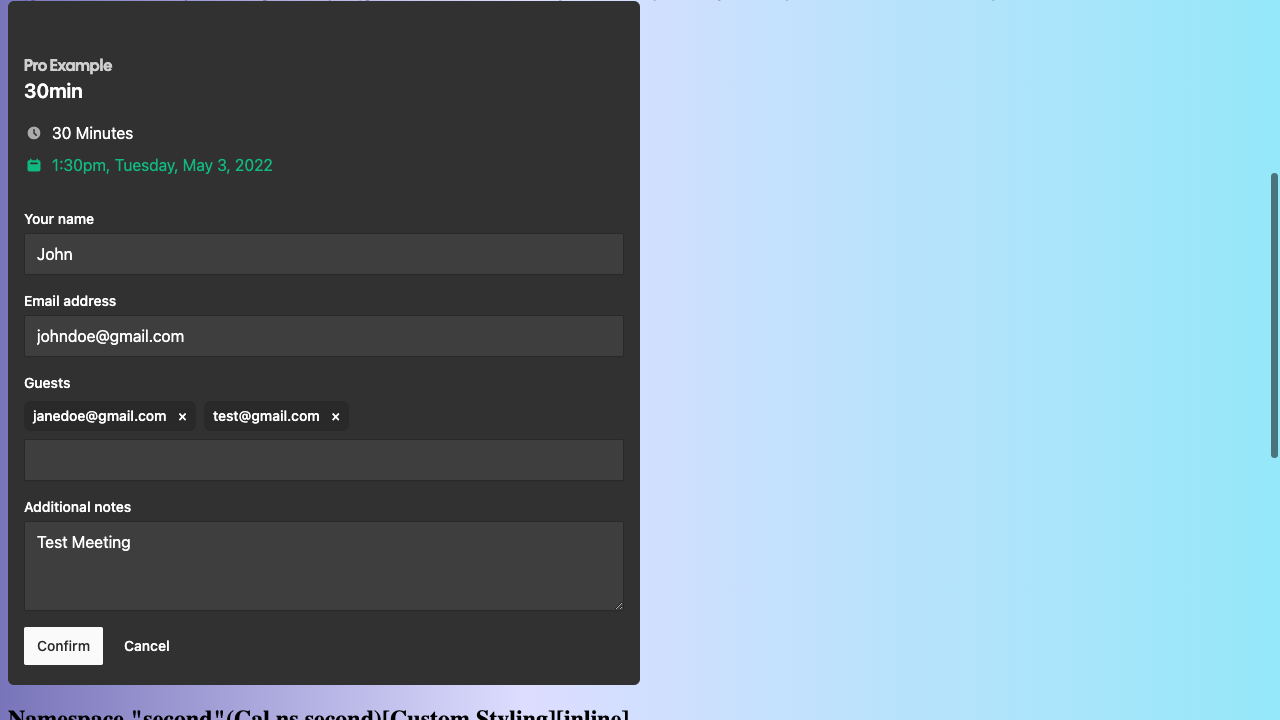 Pro Example
30min
30 Minutes
1:30pm, Tuesday, May 3, 2022
Your name
John
Email address
johndoe@gmail.com
Guests
janedoe@gmail.com × test@gmail.com ×
Additional notes
Test Meeting
Confirm Cancel
Namespace "second"(Cal.ns.second)[Custom Styling][inline]